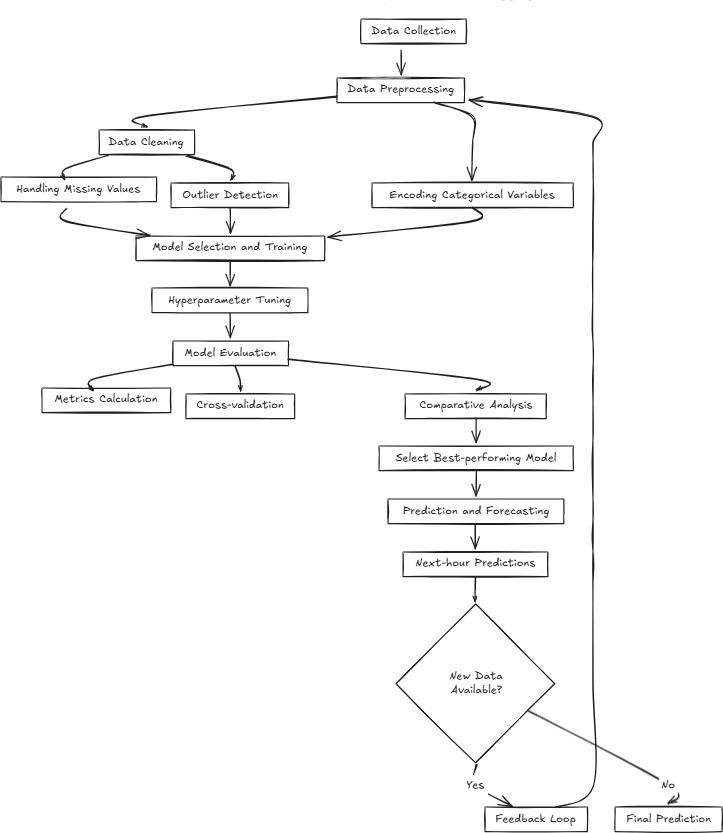 Data Collection
Data Preprocessing
Data Cleaning
Handling Missing Values
Outlier Detection
Encoding Categorical Variables
Model Selection and Training
Hyperparameter Tuning
Model Evaluation
Metrics Calculation
Cross-validation
Comparative Analysis
Select Best-performing Model
Prediction and Forecasting
Next-hour Predictions
New Data
Available?
Yes
No
Feedback Loop
Final Prediction